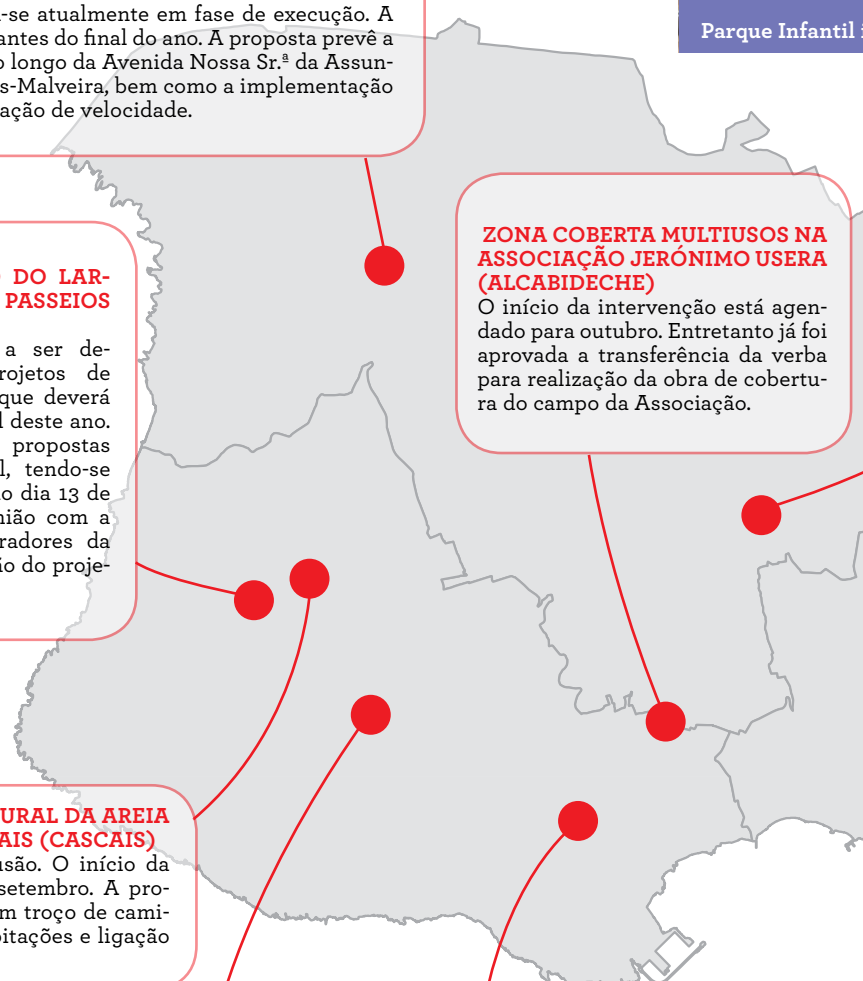 -se atualmente em fase de execução. A
antes do final do ano. A proposta prevê a
o longo da Avenida Nossa Sr.ª da Assun-
s-Malveira, bem como a implementação
ação de velocidade.
Parque Infantil i
DO LAR-
PASSEIOS
a ser de-
rojetos de
que deverá
l deste ano.
propostas
l, tendo-se
o dia 13 de
nião com a
radores da
io do proje-
ZONA COBERTA MULTIUSOS NA
ASSOCIAÇÃO JERÓNIMO USERA
(ALCABIDECHE)
O início da intervenção está agen-
dado para outubro. Entretanto já foi
aprovada a transferência da verba
para realização da obra de cobertu-
ra do campo da Associação.
URAL DA AREIA
AIS (CASCAIS)
usão. O início da
setembro. A pro-
m troço de cami-
bitações e ligação